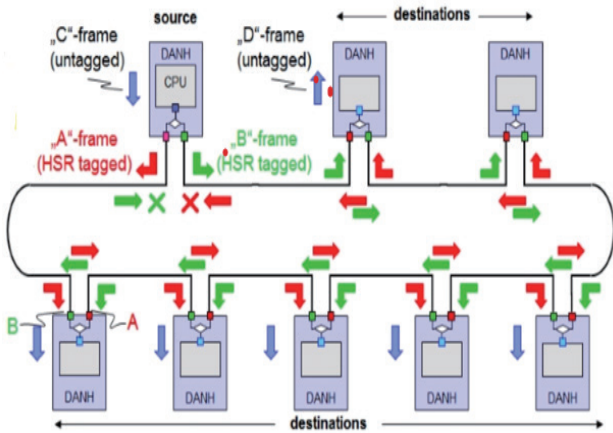 source
destinations
„C“-frame
(untagged)
DANH
CPU
„D“-frame
(untagged)
DANH
DANH
„A“-frame
(HSR tagged)
„B“-frame
(HSR tagged)
B
A
DANH
DANH
DANH
DANH
DANH
destinations